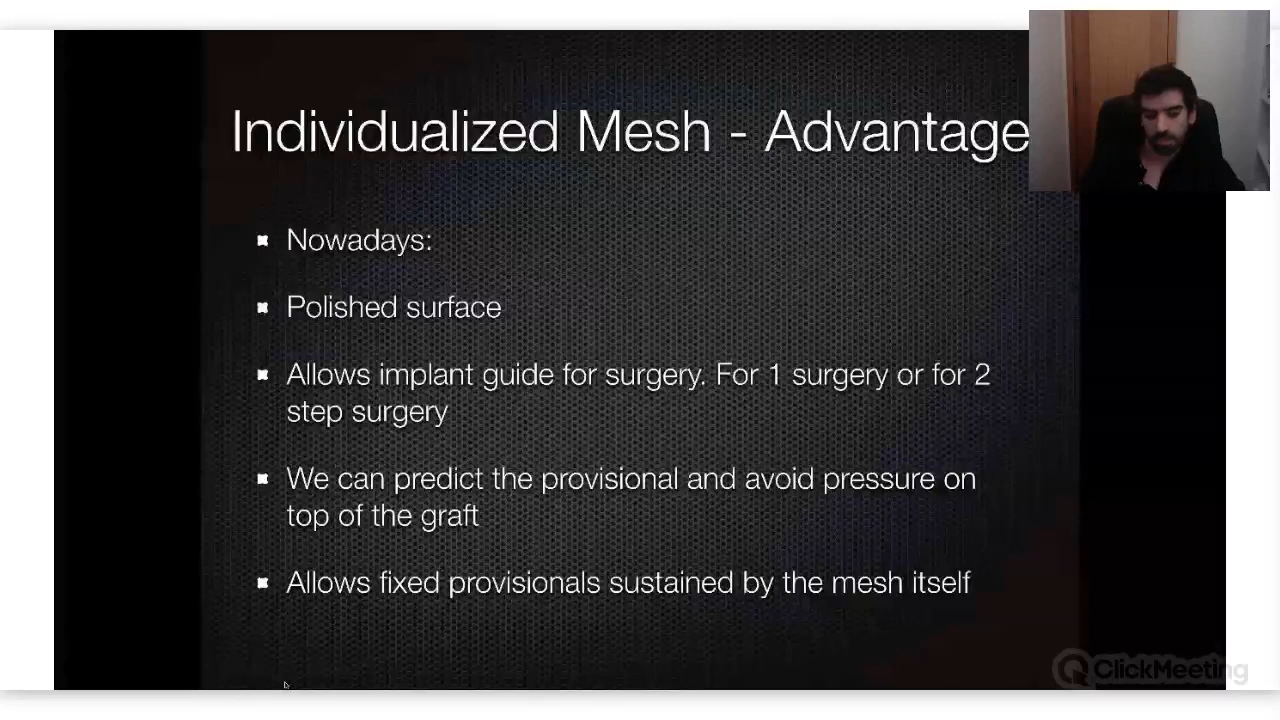 Individualized Mesh - Advantage
Nowadays:
Polished surface
Allows implant guide for surgery. For 1 surgery or for 2
step surgery
We can predict the provisional and avoid pressure on
top of the graft
Allows fixed provisionals sustained by the mesh itself
ClickMeeting